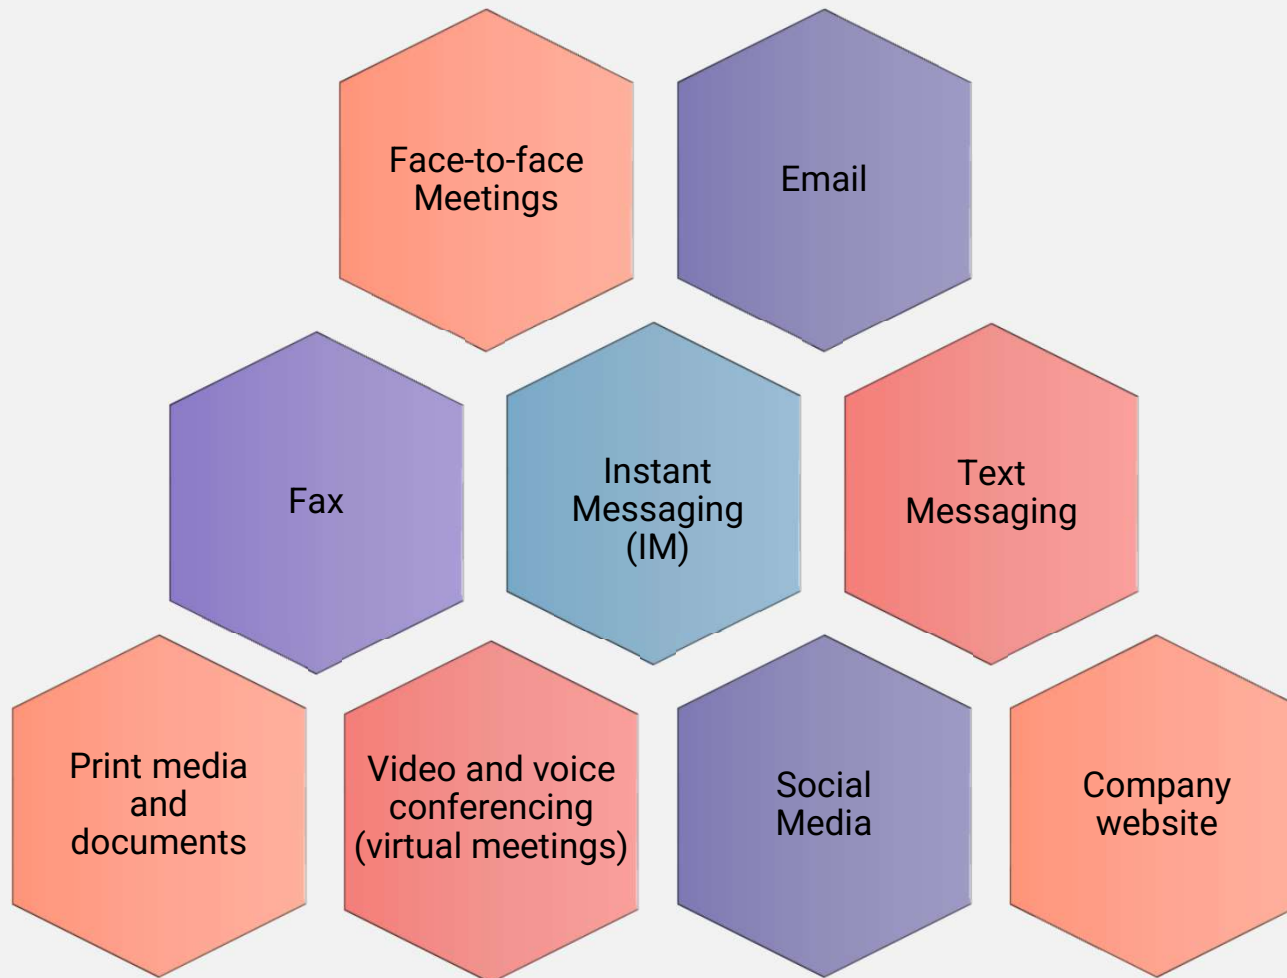 Face-to-face
Meetings
Email
Fax
Instant
Messaging
(IM)
Text
Messaging
Print media
and
documents
Video and voice
conferencing
(virtual meetings)
Social
Media
Company
website